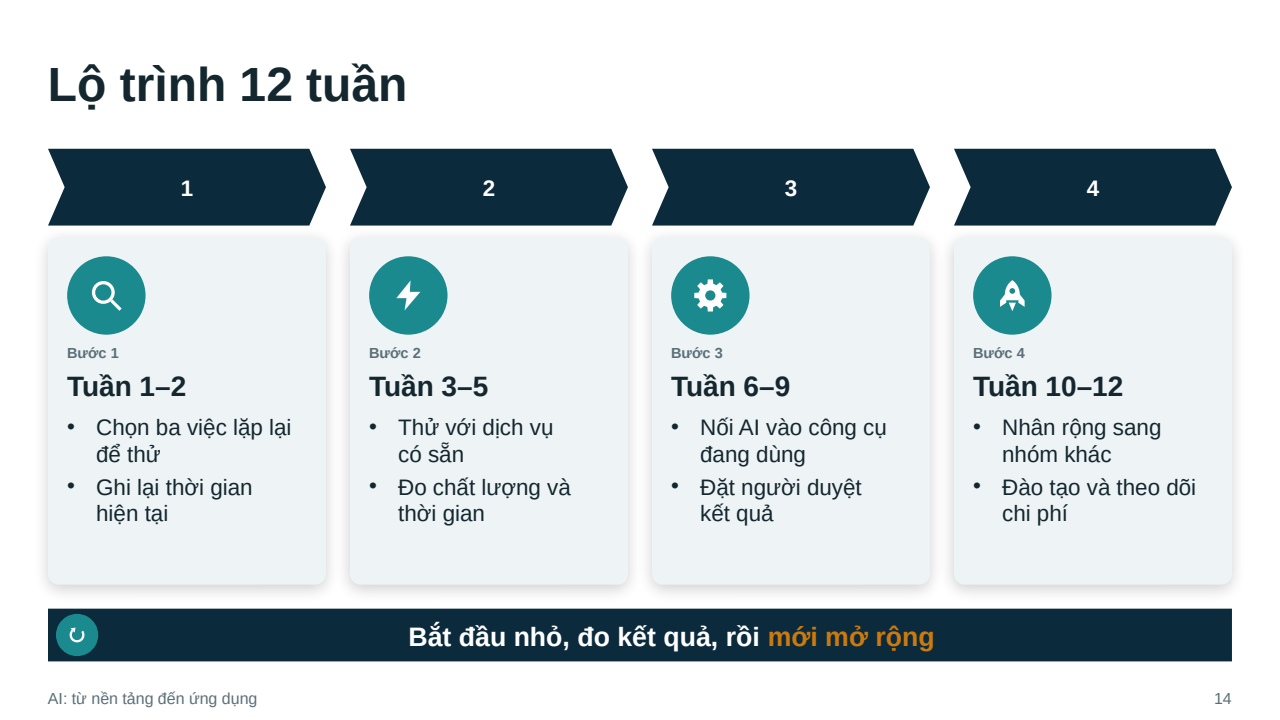 Lộ trình 12 tuần
1
2
3
4
Bước 1
Tuần 1–2
• Chọn ba việc lặp lại
để thử
• Ghi lại thời gian
hiện tại
Bước 2
Tuần 3–5
• Thử với dịch vụ
có sẵn
• Đo chất lượng và
thời gian
Bước 3
Tuần 6–9
• Nối AI vào công cụ
đang dùng
• Đặt người duyệt
kết quả
Bước 4
Tuần 10–12
• Nhân rộng sang
nhóm khác
• Đào tạo và theo dõi
chi phí
Bắt đầu nhỏ, đo kết quả, rồi mới mở rộng
AI: từ nền tảng đến ứng dụng
14